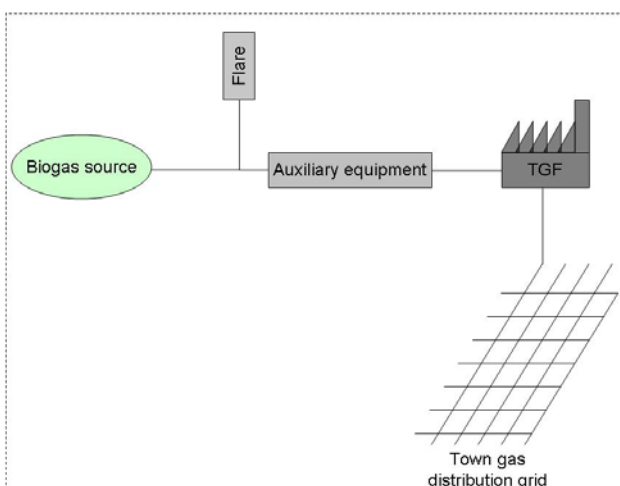 Flare
Biogas source
Auxiliary equipment
TGF
Town gas
distribution grid